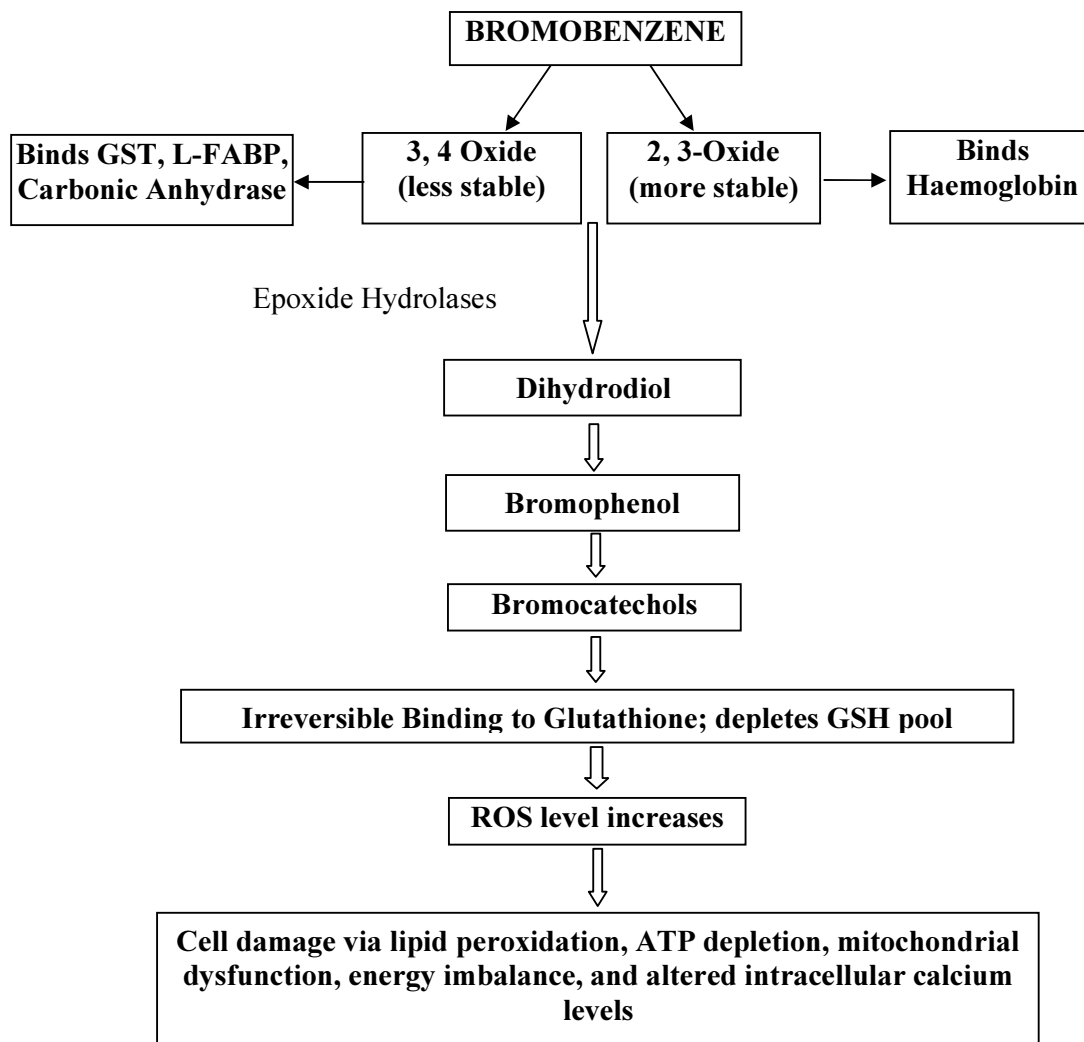 BROMOBENZENE
Binds GST, L-FABP,
Carbonic Anhydrase
3, 4 Oxide
(less stable)
2, 3-Oxide
(more stable)
Binds
Haemoglobin
Epoxide Hydrolases
Dihydrodiol
Bromophenol
Bromocatechols
Irreversible Binding to Glutathione; depletes GSH pool
ROS level increases
Cell damage via lipid peroxidation, ATP depletion, mitochondrial
dysfunction, energy imbalance, and altered intracellular calcium
levels